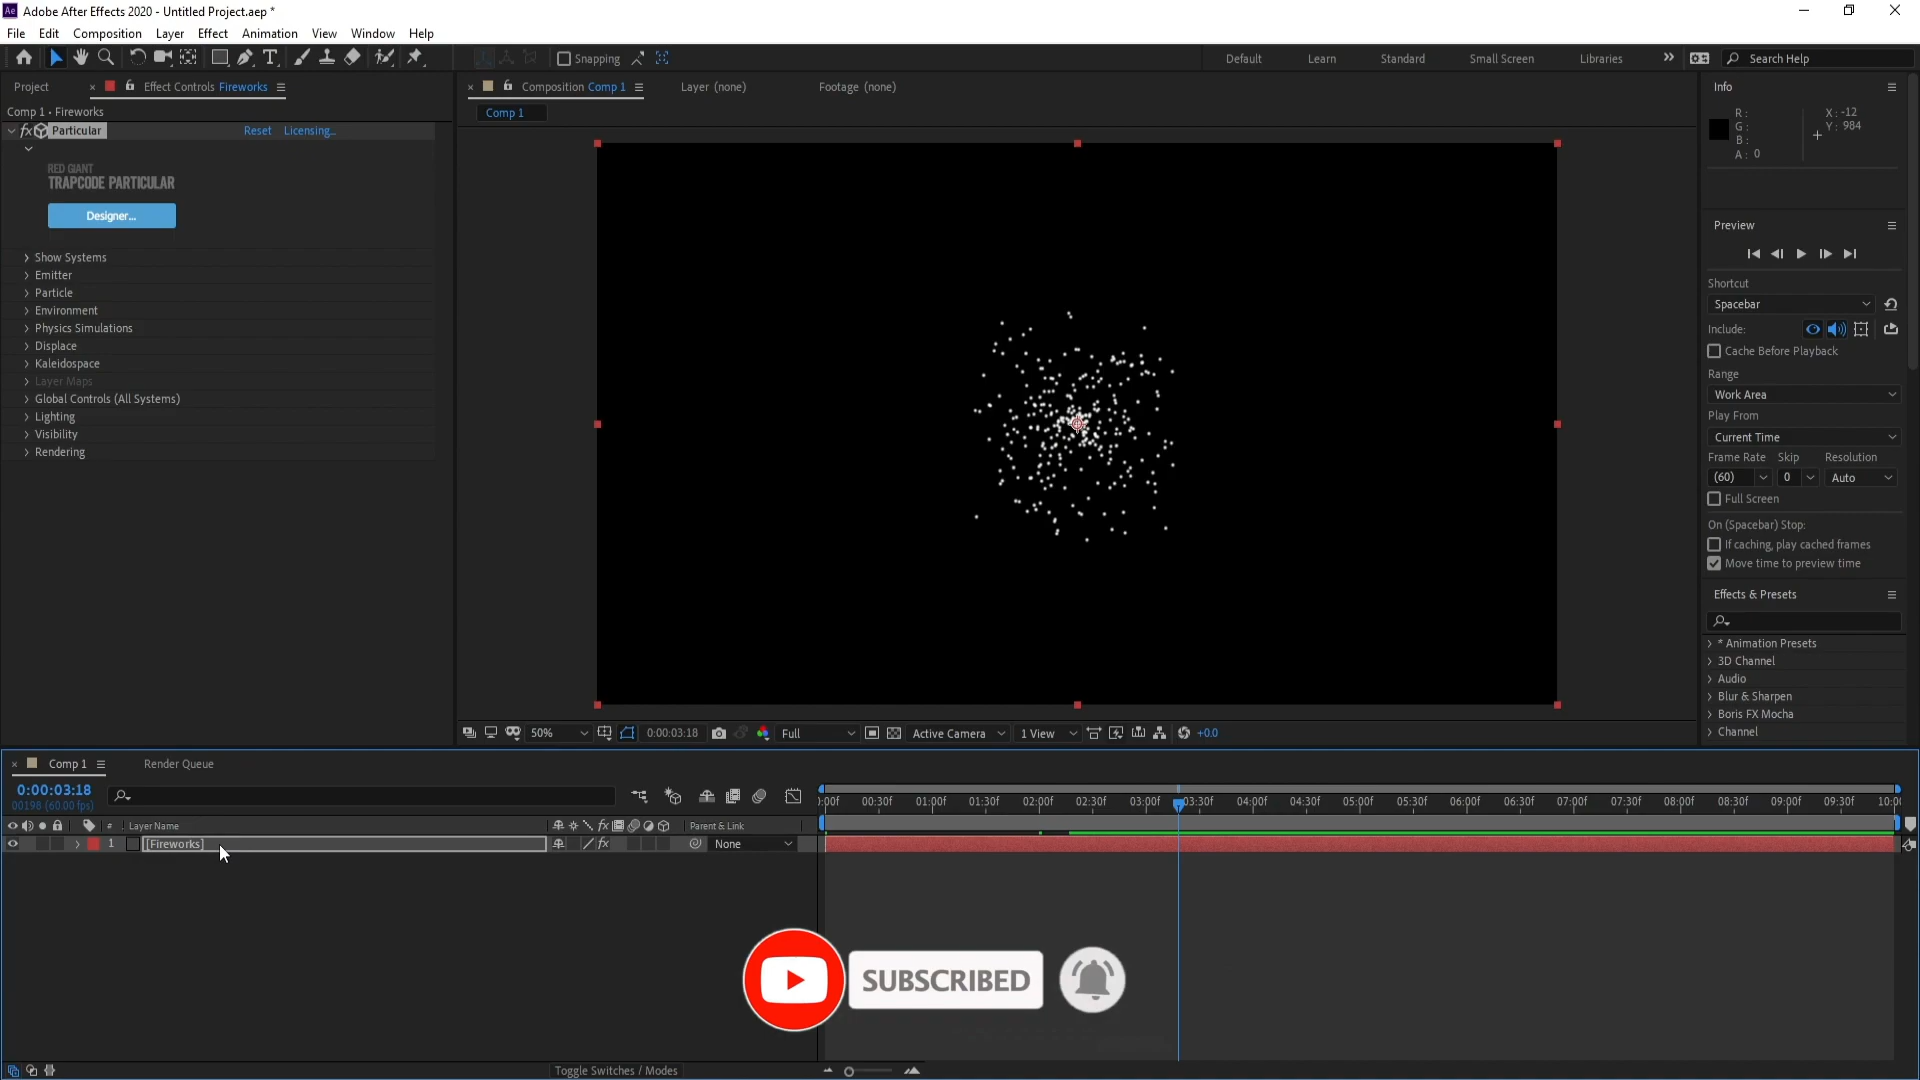 Ae Adobe After Effects 2020 - Untitled Project.aep *
File Edit Composition Layer Effect Animation View Window Help
Snapping
Default Learn Standard Small Screen Libraries Search Help
Project Effect Controls Fireworks
Comp 1 • Fireworks
fx Particular Reset Licensing...
RED GIANT
TRAPCODE PARTICULAR
Designer...
Show Systems
Emitter
Particle
Environment
Physics Simulations
Displace
Kaleidospace
Layer Maps
Global Controls (All Systems)
Lighting
Visibility
Rendering
Composition Comp 1 Layer (none) Footage (none)
Comp 1
50% 0:00:03:18 Full Active Camera 1 View +0.0
Info
R: X: -12
G: Y: 984
B:
A: 0
Preview
Shortcut
Spacebar
Include:
Cache Before Playback
Range
Work Area
Play From
Current Time
Frame Rate Skip Resolution
(60) 0 Auto
Full Screen
On (Spacebar) Stop:
If caching, play cached frames
Move time to preview time
Effects & Presets
* Animation Presets
3D Channel
Audio
Blur & Sharpen
Boris FX Mocha
Channel
Comp 1 Render Queue
0:00:03:18
00198 (60.00 fps)
:00f 00:30f 01:00f 01:30f 02:00f 02:30f 03:00f 03:30f 04:00f 04:30f 05:00f 05:30f 06:00f 06:30f 07:00f 07:30f 08:00f 08:30f 09:00f 09:30f 10:0
# Layer Name fx Parent & Link
1 [Fireworks] fx None
SUBSCRIBED
Toggle Switches / Modes